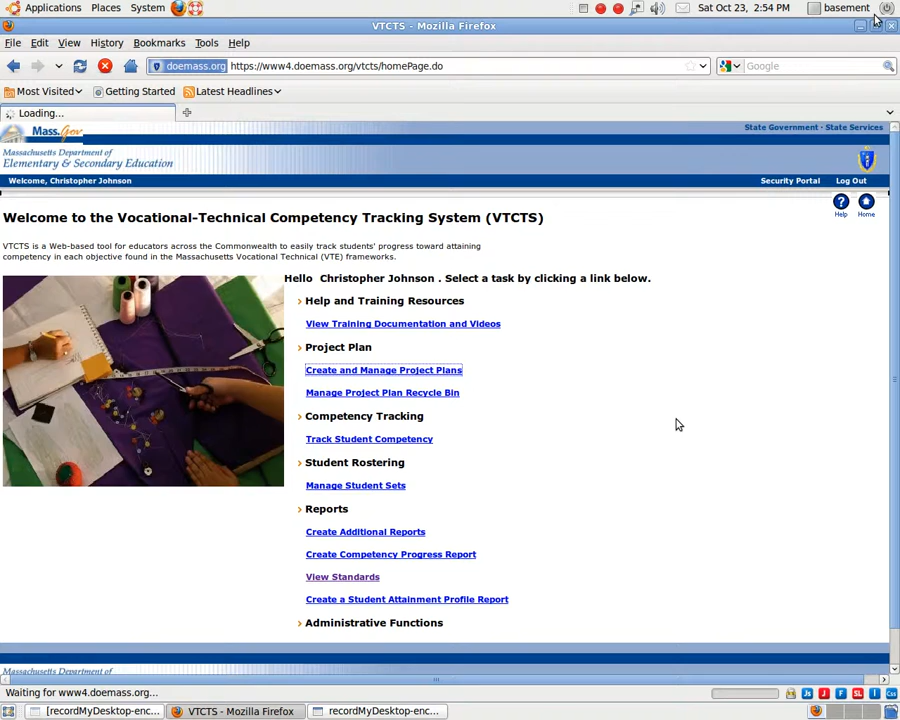 Applications Places System Sat Oct 23, 2:54 PM basement
VTCTS - Mozilla Firefox
File Edit View History Bookmarks Tools Help
doemass.org https://www4.doemass.org/vtcts/homePage.do Google
Most Visited Getting Started Latest Headlines
Loading...
Mass.Gov State Government · State Services
Massachusetts Department of
Elementary & Secondary Education
Welcome, Christopher Johnson Security Portal Log Out
Help Home
Welcome to the Vocational-Technical Competency Tracking System (VTCTS)
VTCTS is a Web-based tool for educators across the Commonwealth to easily track students' progress toward attaining
competency in each objective found in the Massachusetts Vocational Technical (VTE) frameworks.
Hello Christopher Johnson . Select a task by clicking a link below.
Help and Training Resources
View Training Documentation and Videos
Project Plan
Create and Manage Project Plans
Manage Project Plan Recycle Bin
Competency Tracking
Track Student Competency
Student Rostering
Manage Student Sets
Reports
Create Additional Reports
Create Competency Progress Report
View Standards
Create a Student Attainment Profile Report
Administrative Functions
Massachusetts Department of
Waiting for www4.doemass.org...
Js J F SL I Css
[recordMyDesktop-enc... VTCTS - Mozilla Firefox recordMyDesktop-enc...